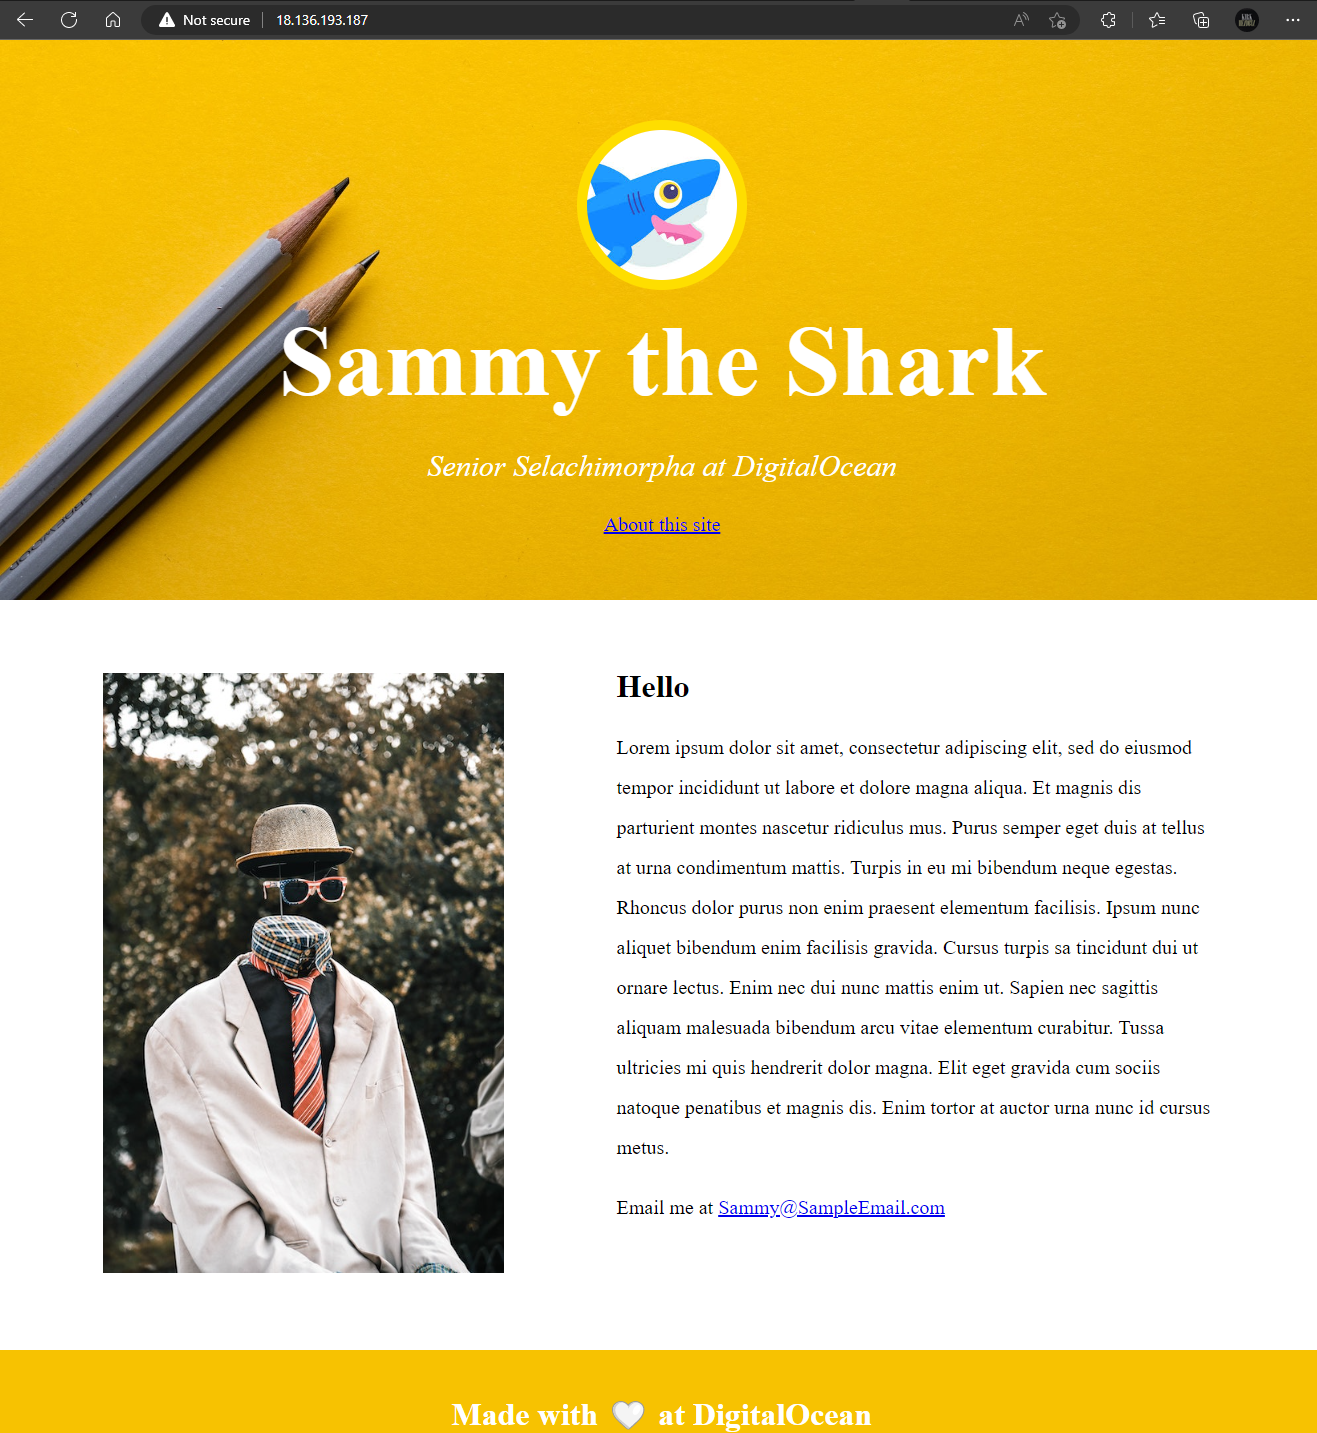 Not secure
18.136.193.187
Sammy the Shark
Senior Selachimorpha at DigitalOcean
About this site
Hello
Lorem ipsum dolor sit amet, consectetur adipiscing elit, sed do eiusmod
tempor incididunt ut labore et dolore magna aliqua. Et magnis dis
parturient montes nascetur ridiculus mus. Purus semper eget duis at tellus
at urna condimentum mattis. Turpis in eu mi bibendum neque egestas.
Rhoncus dolor purus non enim praesent elementum facilisis. Ipsum nunc
aliquet bibendum enim facilisis gravida. Cursus turpis sa tincidunt dui ut
ornare lectus. Enim nec dui nunc mattis enim ut. Sapien nec sagittis
aliquam malesuada bibendum arcu vitae elementum curabitur. Tussa
ultricies mi quis hendrerit dolor magna. Elit eget gravida cum sociis
natoque penatibus et magnis dis. Enim tortor at auctor urna nunc id cursus
metus.
Email me at Sammy@SampleEmail.com
Made with 🤍 at DigitalOcean